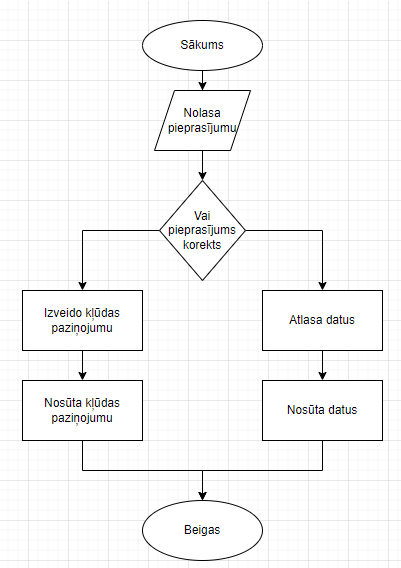 Sākums
Nolasa
pieprasījumu
Vai
pieprasījums
korekts
Izveido kļūdas
paziņojumu
Atlasa datus
Nosūta kļūdas
paziņojumu
Nosūta datus
Beigas